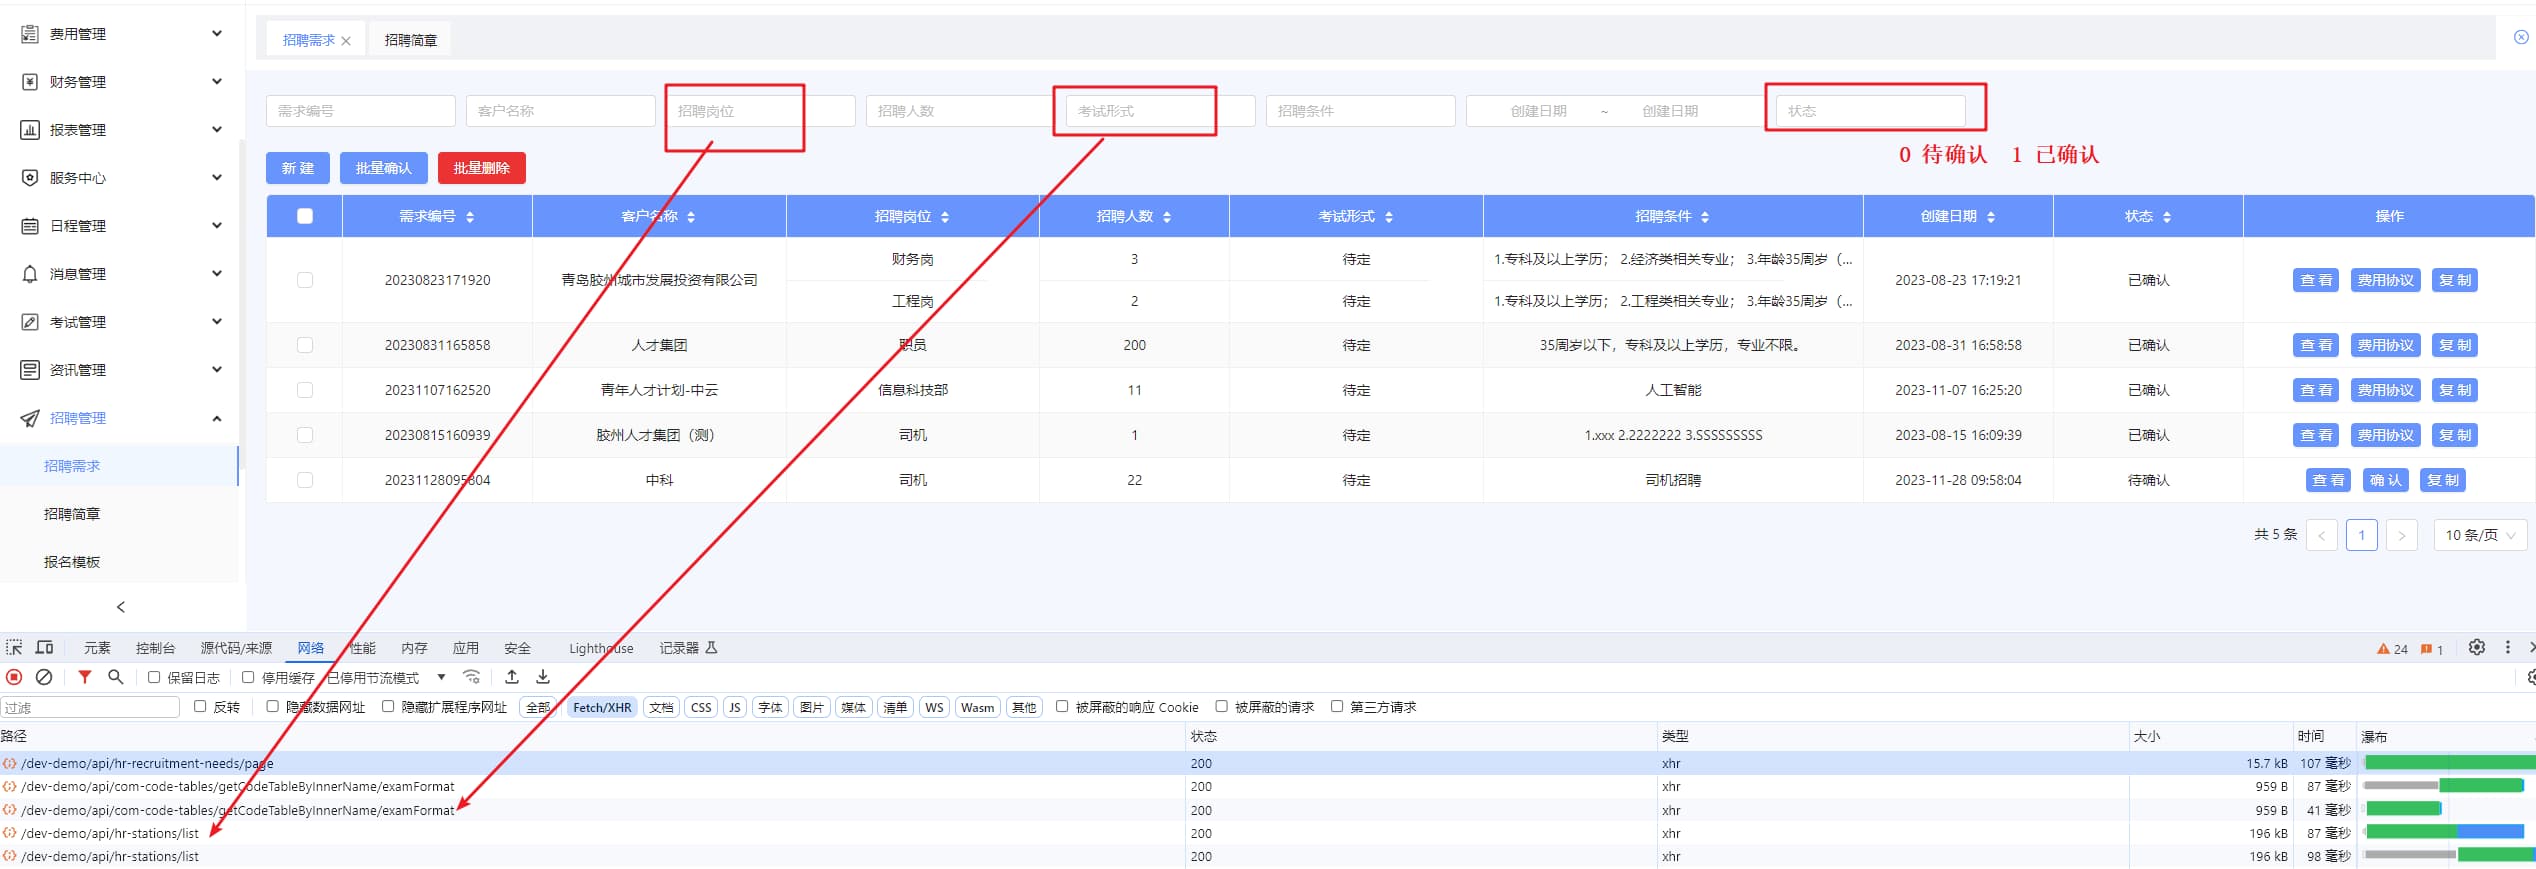 费用管理
财务管理
报表管理
服务中心
日程管理
消息管理
考试管理
资讯管理
招聘管理
招聘需求
招聘简章
报名模板
招聘需求 招聘简章
需求编号 客户名称 招聘岗位 招聘人数 考试形式 招聘条件 创建日期 ~ 创建日期 状态
0 待确认 1 已确认
新 建 批量确认 批量删除
需求编号 客户名称 招聘岗位 招聘人数 考试形式 招聘条件 创建日期 状态 操作
20230823171920 青岛胶州城市发展投资有限公司 财务岗 3 待定 1.专科及以上学历； 2.经济类相关专业； 3.年龄35周岁（... 2023-08-23 17:19:21 已确认 查 看 费用协议 复 制
工程岗 2 待定 1.专科及以上学历； 2.工程类相关专业； 3.年龄35周岁（...
20230831165858 人才集团 职员 200 待定 35周岁以下，专科及以上学历，专业不限。 2023-08-31 16:58:58 已确认 查 看 费用协议 复 制
20231107162520 青年人才计划-中云 信息科技部 11 待定 人工智能 2023-11-07 16:25:20 已确认 查 看 费用协议 复 制
20230815160939 胶州人才集团（测） 司机 1 待定 1.xxx 2.2222222 3.SSSSSSSSS 2023-08-15 16:09:39 已确认 查 看 费用协议 复 制
20231128095804 中科 司机 22 待定 司机招聘 2023-11-28 09:58:04 待确认 查 看 确 认 复 制
共 5 条 < 1 > 10 条/页
元素 控制台 源代码/来源 网络 性能 内存 应用 安全 Lighthouse 记录器 24 1
保留日志 停用缓存 已停用节流模式
过滤 反转 隐藏数据网址 隐藏扩展程序网址 全部 Fetch/XHR 文档 CSS JS 字体 图片 媒体 清单 WS Wasm 其他 被屏蔽的响应 Cookie 被屏蔽的请求 第三方请求
路径 状态 类型 大小 时间 瀑布
/dev-demo/api/hr-recruitment-needs/page 200 xhr 15.7 kB 107 毫秒
/dev-demo/api/com-code-tables/getCodeTableByInnerName/examFormat 200 xhr 959 B 87 毫秒
/dev-demo/api/com-code-tables/getCodeTableByInnerName/examFormat 200 xhr 959 B 41 毫秒
/dev-demo/api/hr-stations/list 200 xhr 196 kB 87 毫秒
/dev-demo/api/hr-stations/list 200 xhr 196 kB 98 毫秒